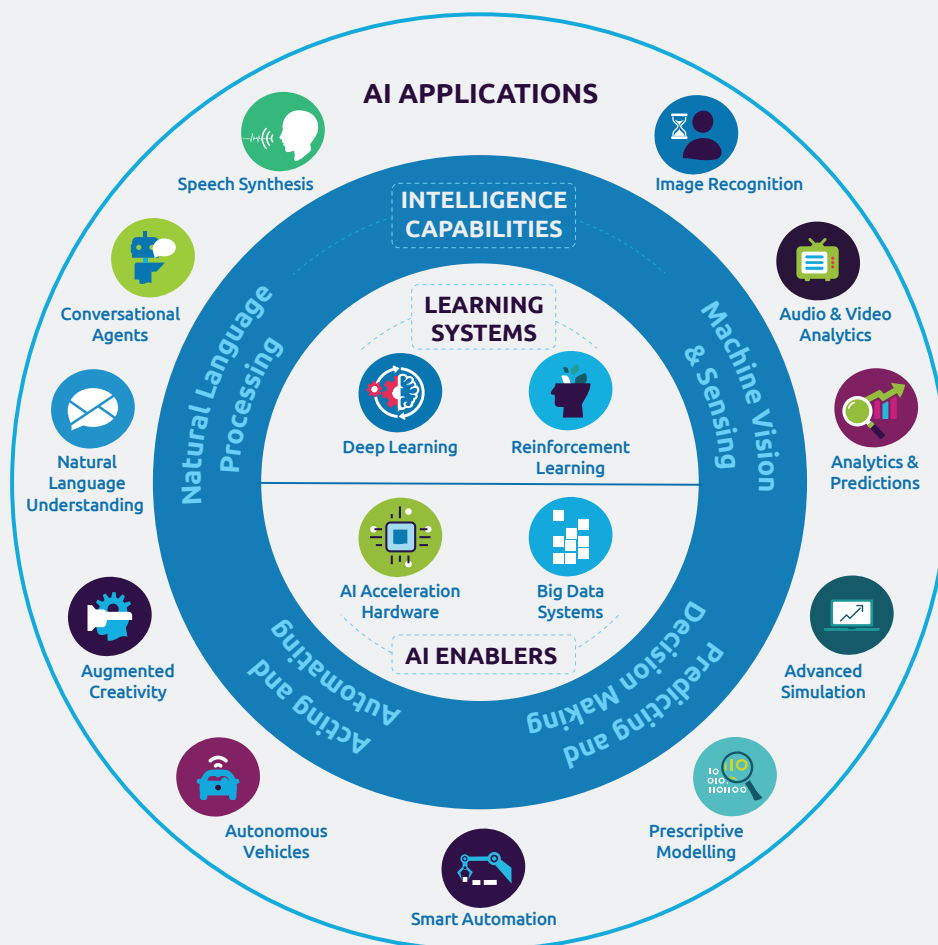 AI APPLICATIONS
Speech Synthesis
Image Recognition
INTELLIGENCE
CAPABILITIES
Conversational
Agents
Audio & Video
Analytics
LEARNING
SYSTEMS
Natural Language
Processing
Machine Vision
& Sensing
Deep Learning
Reinforcement
Learning
Natural
Language
Understanding
Analytics &
Predictions
AI Acceleration
Hardware
Big Data
Systems
AI ENABLERS
Acting and
Automating
Predicting and
Decision Making
Augmented
Creativity
Advanced
Simulation
Autonomous
Vehicles
Prescriptive
Modelling
Smart Automation